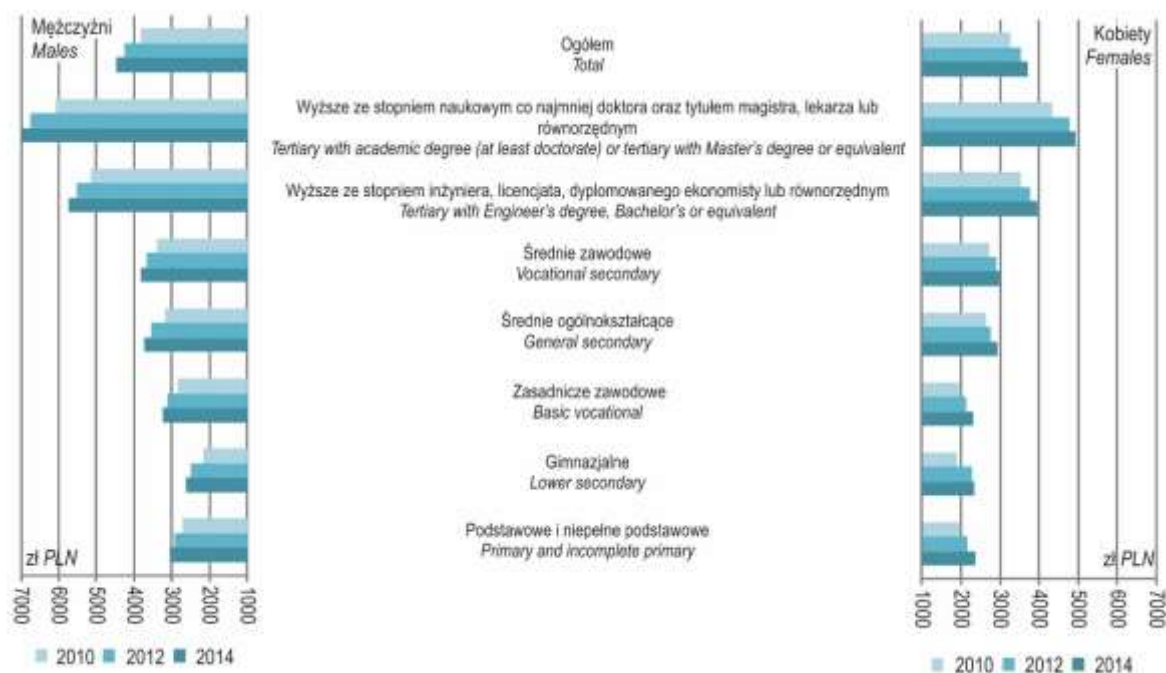 Mężczyźni
Males
Kobiety
Females
Ogółem
Total
Wyższe ze stopniem naukowym co najmniej doktora oraz tytułem magistra, lekarza lub
równorzędnym
Tertiary with academic degree (at least doctorate) or tertiary with Master's degree or equivalent
Wyższe ze stopniem inżyniera, licencjata, dyplomowanego ekonomisty lub równorzędnym
Tertiary with Engineer's degree, Bachelor's or equivalent
Średnie zawodowe
Vocational secondary
Średnie ogólnokształcące
General secondary
Zasadnicze zawodowe
Basic vocational
Gimnazjalne
Lower secondary
Podstawowe i niepełne podstawowe
Primary and incomplete primary
zł PLN
zł PLN
7000 6000 5000 4000 3000 2000 1000
1000 2000 3000 4000 5000 6000 7000
2010 2012 2014
2010 2012 2014